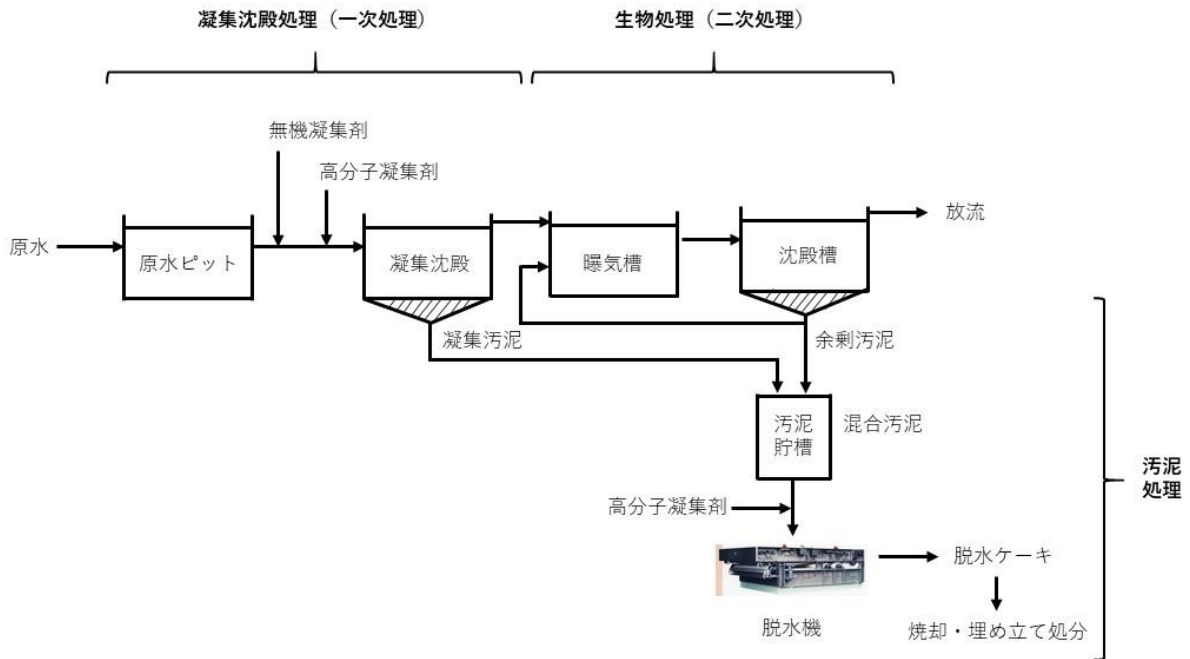 凝集沈殿処理（一次処理）
生物処理（二次処理）
無機凝集剤
高分子凝集剤
原水
原水ピット
凝集沈殿
曝気槽
沈殿槽
放流
凝集汚泥
余剰汚泥
汚泥
貯槽
混合汚泥
汚泥
処理
高分子凝集剤
脱水ケーキ
脱水機
焼却・埋め立て処分